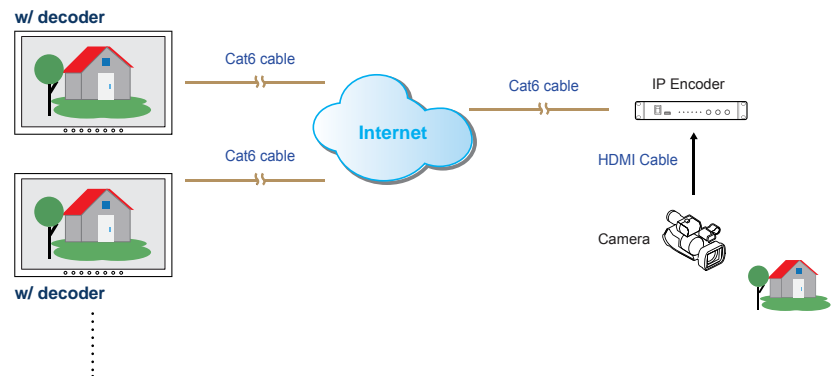 w/ decoder
Cat6 cable
Cat6 cable
IP Encoder
Internet
Cat6 cable
HDMI Cable
Camera
w/ decoder